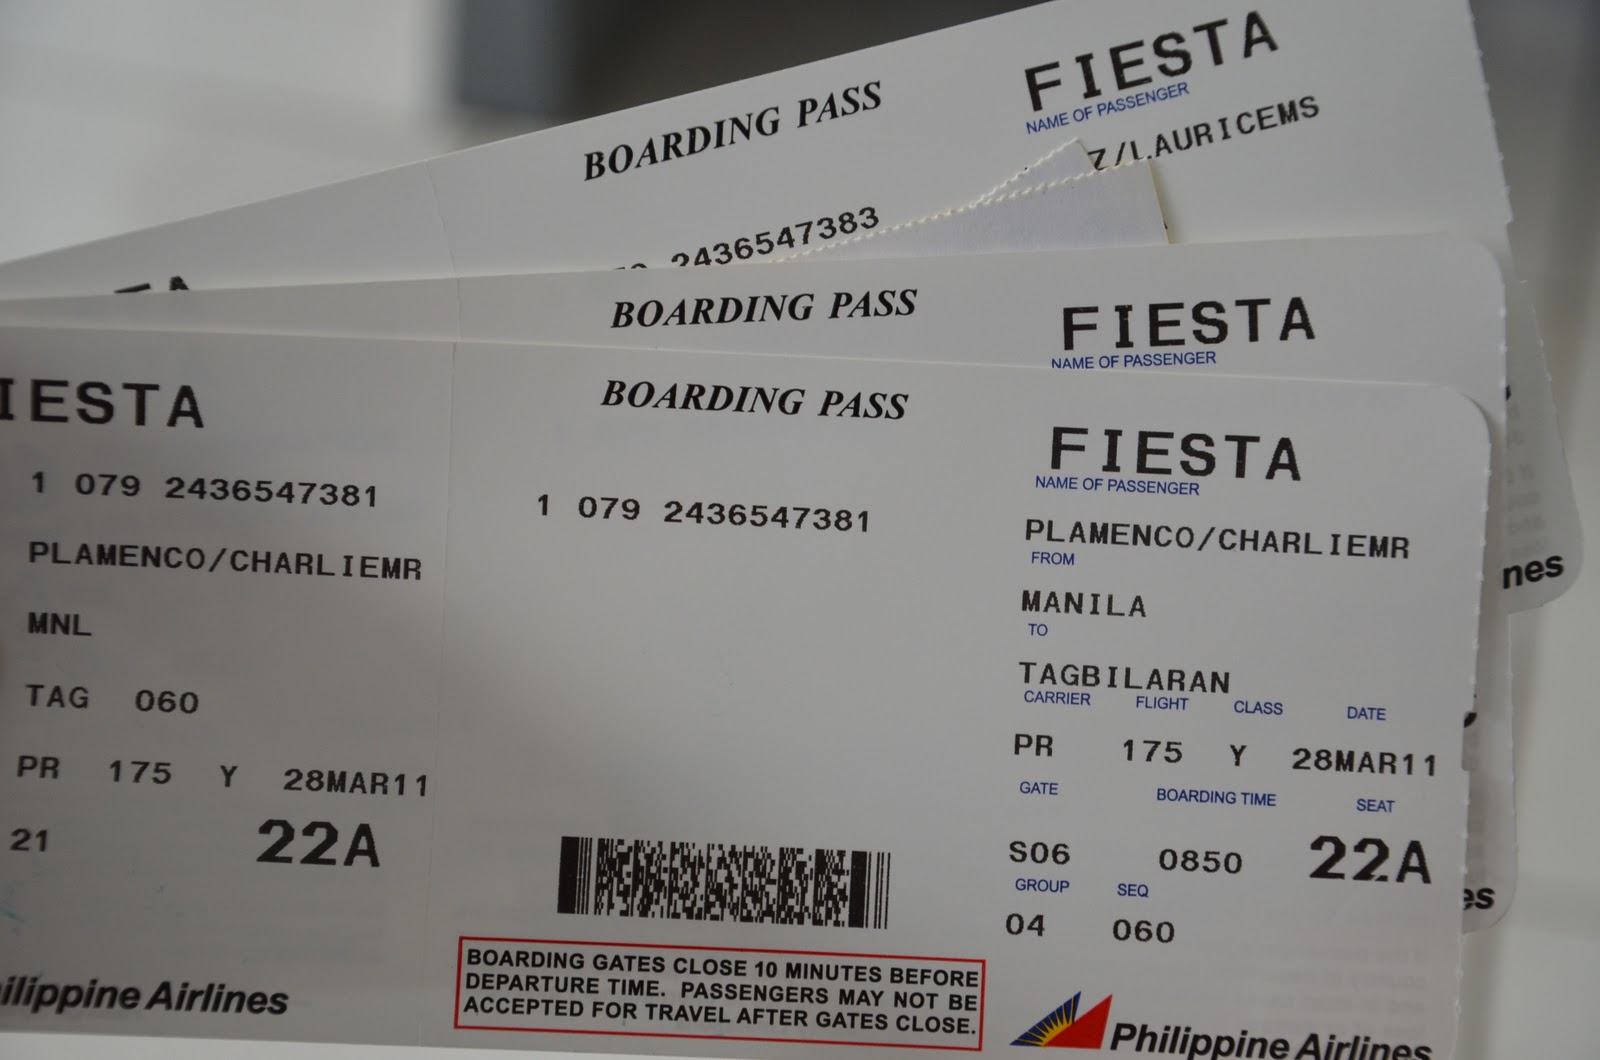 FIESTA
NAME OF PASSENGER
BOARDING PASS
Z/LAURICEMS
2436547383
BOARDING PASS
FIESTA
NAME OF PASSENGER
IESTA
1 079 2436547381
PLAMENCO/CHARLIEMR
MNL
TAG 060
PR 175 Y 28MAR11
21 22A
ilippine Airlines
BOARDING PASS
1 079 2436547381
BOARDING GATES CLOSE 10 MINUTES BEFORE
DEPARTURE TIME. PASSENGERS MAY NOT BE
ACCEPTED FOR TRAVEL AFTER GATES CLOSE.
FIESTA
NAME OF PASSENGER
PLAMENCO/CHARLIEMR
FROM
MANILA
TO
TAGBILARAN
CARRIER FLIGHT CLASS DATE
PR 175 Y 28MAR11
GATE BOARDING TIME SEAT
S06 0850 22A
GROUP SEQ
04 060
Philippine Airlines
nes
es